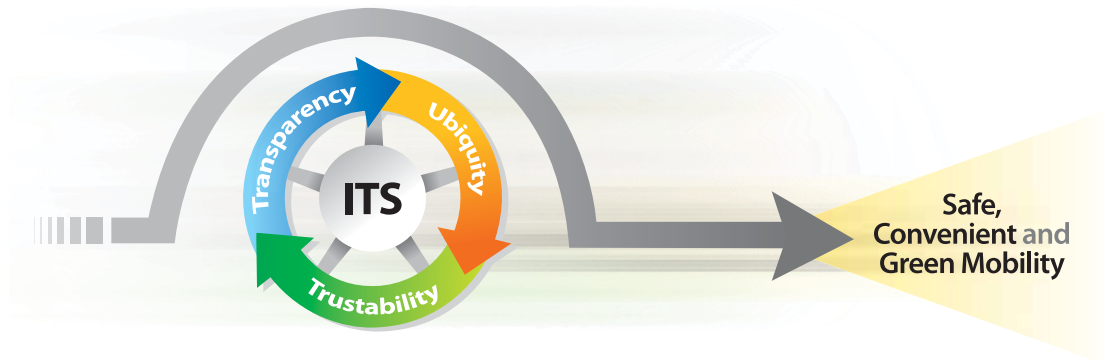 Transparency
Ubiquity
ITS
Trustability
Safe,
Convenient and
Green Mobility